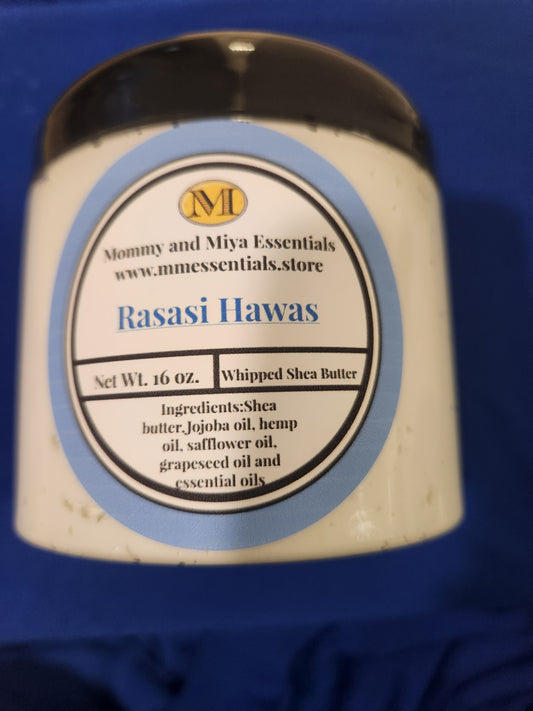 M
Mommy and Miya Essentials
www.mmessentials.store
Rasasi Hawas
Net Wt. 16 oz.
Whipped Shea Butter
Ingredients:Shea
butter,Jojoba oil, hemp
oil, safflower oil,
grapeseed oil and
essential oils